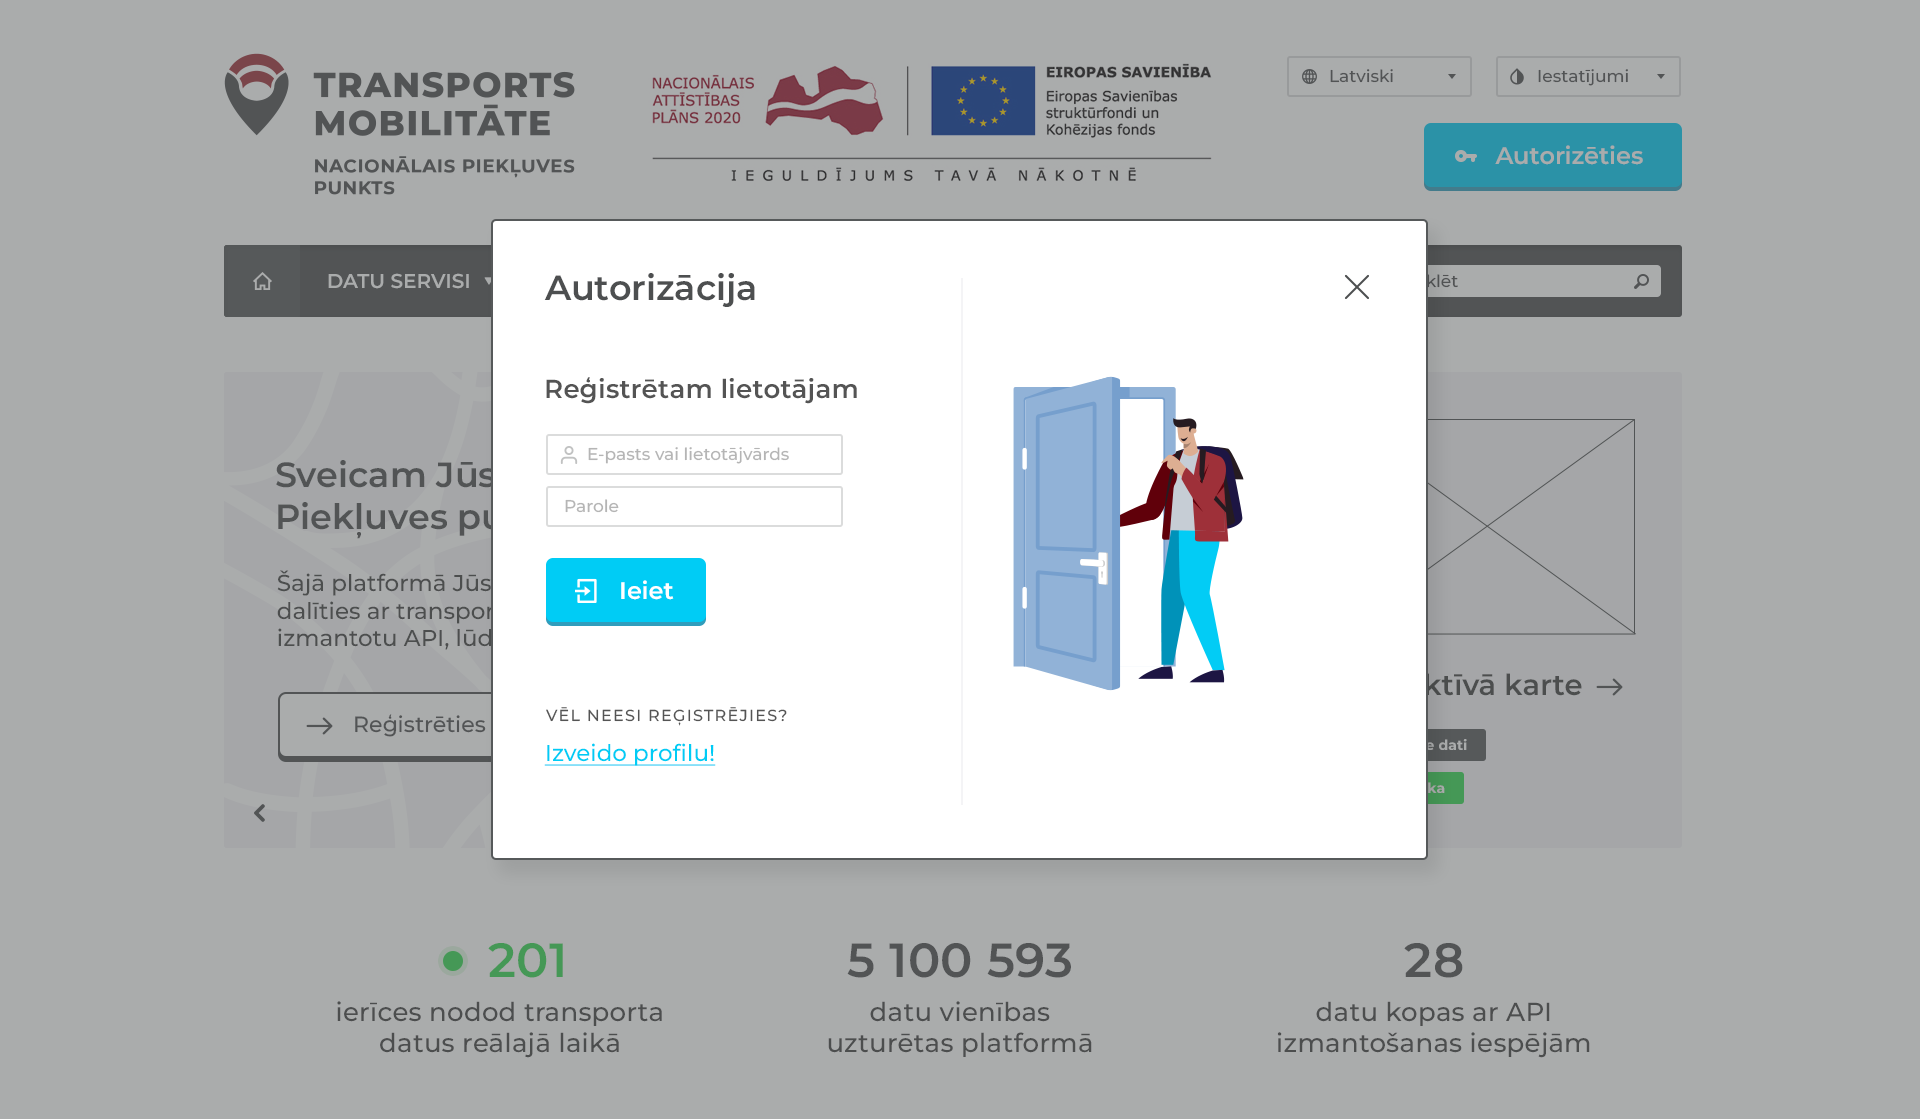 TRANSPORTS
MOBILITĀTE
NACIONĀLAIS PIEKĻUVES
PUNKTS
NACIONĀLAIS
ATTĪSTĪBAS
PLĀNS 2020
EIROPAS SAVIENĪBA
Eiropas Savienības
struktūrfondi un
Kohēzijas fonds
IEGULDĪJUMS TAVĀ NĀKOTNĒ
Latviski
Iestatījumi
Autorizēties
DATU SERVISI
klēt
Autorizācija
Reģistrētam lietotājam
E-pasts vai lietotājvārds
Parole
Ieiet
VĒL NEESI REĢISTRĒJIES?
Izveido profilu!
Sveicam Jūs
Piekļuves pu
Šajā platformā Jūs
dalīties ar transpor
izmantotu API, lūd
Reģistrēties
ktīvā karte
e dati
ka
201
ierīces nodod transporta
datus reālajā laikā
5 100 593
datu vienības
uzturētas platformā
28
datu kopas ar API
izmantošanas iespējām